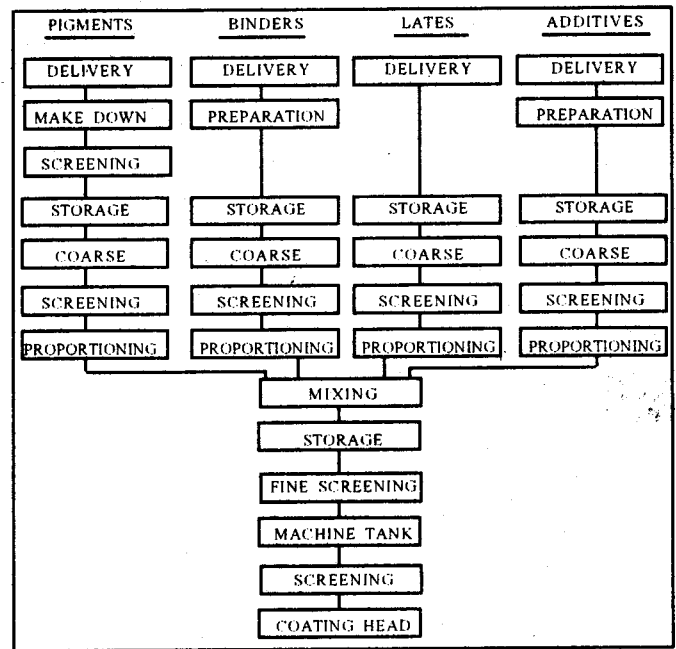 PIGMENTS BINDERS LATES ADDITIVES
DELIVERY DELIVERY DELIVERY DELIVERY
MAKE DOWN PREPARATION PREPARATION
SCREENING
STORAGE STORAGE STORAGE STORAGE
COARSE COARSE COARSE COARSE
SCREENING SCREENING SCREENING SCREENING
PROPORTIONING PROPORTIONING PROPORTIONING PROPORTIONING
MIXING
STORAGE
FINE SCREENING
MACHINE TANK
SCREENING
COATING HEAD